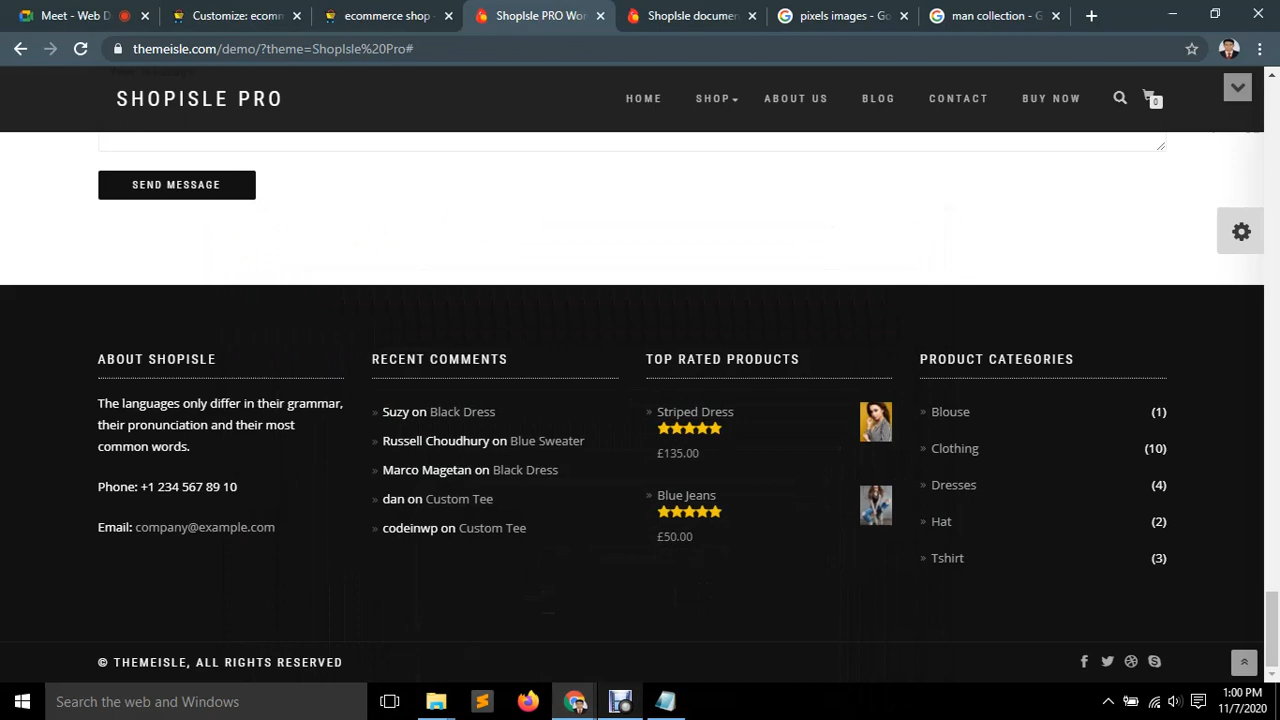 Meet - Web D
Customize: ecomm
ecommerce shop -
ShopIsle PRO Wor
ShopIsle documen
pixels images - Go
man collection - G
themeisle.com/demo/?theme=ShopIsle%20Pro#
SHOPISLE PRO
HOME
SHOP
ABOUT US
BLOG
CONTACT
BUY NOW
0
SEND MESSAGE
ABOUT SHOPISLE
The languages only differ in their grammar,
their pronunciation and their most
common words.
Phone: +1 234 567 89 10
Email: company@example.com
RECENT COMMENTS
» Suzy on Black Dress
» Russell Choudhury on Blue Sweater
» Marco Magetan on Black Dress
» dan on Custom Tee
» codeinwp on Custom Tee
TOP RATED PRODUCTS
» Striped Dress
£135.00
» Blue Jeans
£50.00
PRODUCT CATEGORIES
» Blouse (1)
» Clothing (10)
» Dresses (4)
» Hat (2)
» Tshirt (3)
© THEMEISLE, ALL RIGHTS RESERVED
Search the web and Windows
1:00 PM
11/7/2020